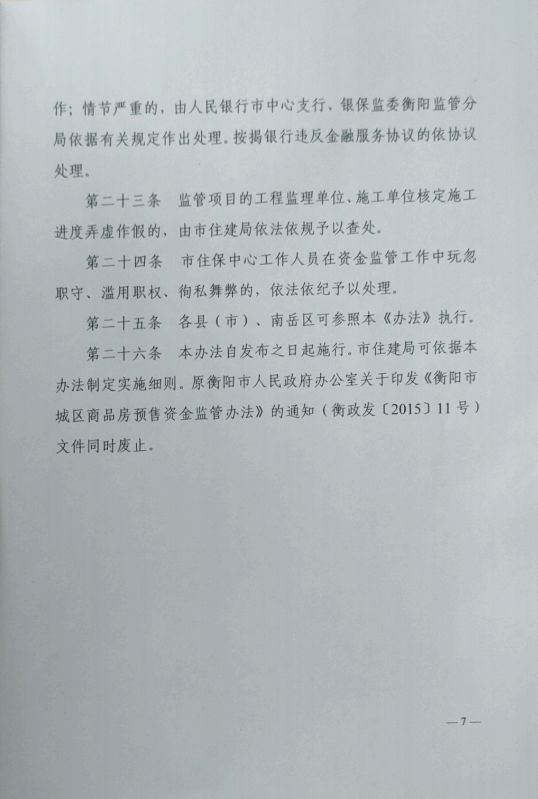 作；情节严重的，由人民银行市中心支行、银保监委衡阳监管分
局依据有关规定作出处理。按揭银行违反金融服务协议的依协议
处理。
第二十三条　监管项目的工程监理单位、施工单位核定施工
进度弄虚作假的，由市住建局依法依规予以查处。
第二十四条　市住保中心工作人员在资金监管工作中玩忽
职守、滥用职权、徇私舞弊的，依法依纪予以处理。
第二十五条　各县（市）、南岳区可参照本《办法》执行。
第二十六条　本办法自发布之日起施行。市住建局可依据本
办法制定实施细则。原衡阳市人民政府办公室关于印发《衡阳市
城区商品房预售资金监管办法》的通知（衡政发〔2015〕11 号）
文件同时废止。
— 7 —